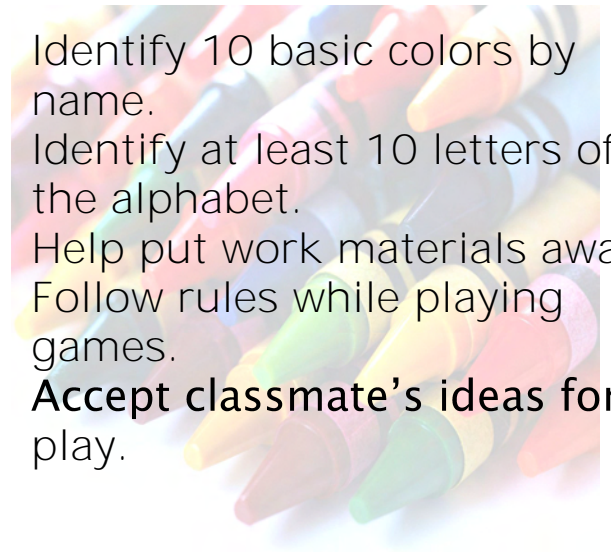 Identify 10 basic colors by
name.
Identify at least 10 letters of
the alphabet.
Help put work materials awa
Follow rules while playing
games.
Accept classmate’s ideas for
play.